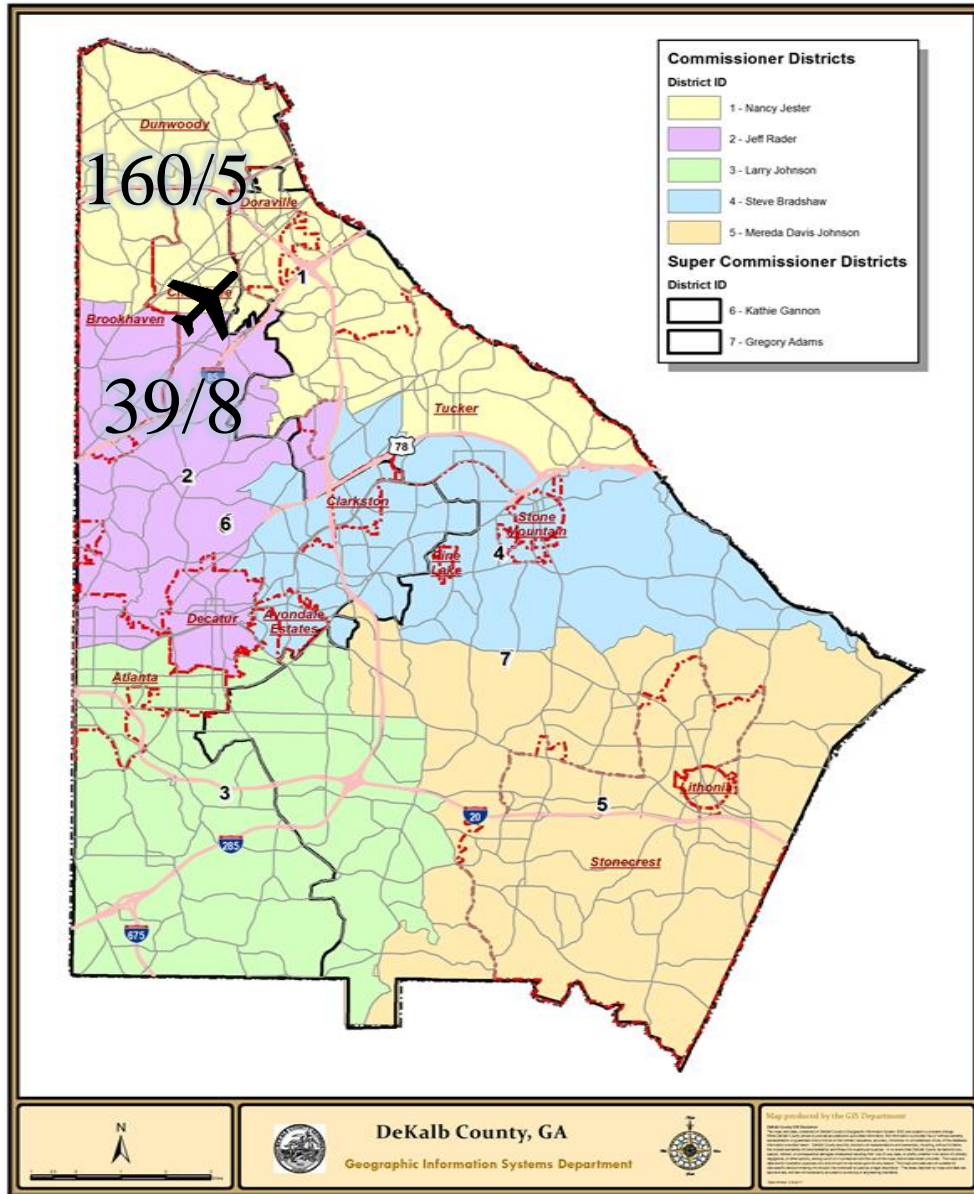 Commissioner Districts
District ID
1 - Nancy Jester
2 - Jeff Rader
3 - Larry Johnson
4 - Steve Bradshaw
5 - Mereda Davis Johnson
Super Commissioner Districts
District ID
6 - Kathie Gannon
7 - Gregory Adams
Dunwoody
160/5
Doraville
1
Brookhaven
85
39/8
Tucker
78
2
Clarkston
6
Stone
Mountain
4
Lake
Decatur
Avondale
Estates
7
Atlanta
3
5
20
285
Stonecrest
675
N
DeKalb County, GA
Geographic Information Systems Department
Map produced by the GIS Department